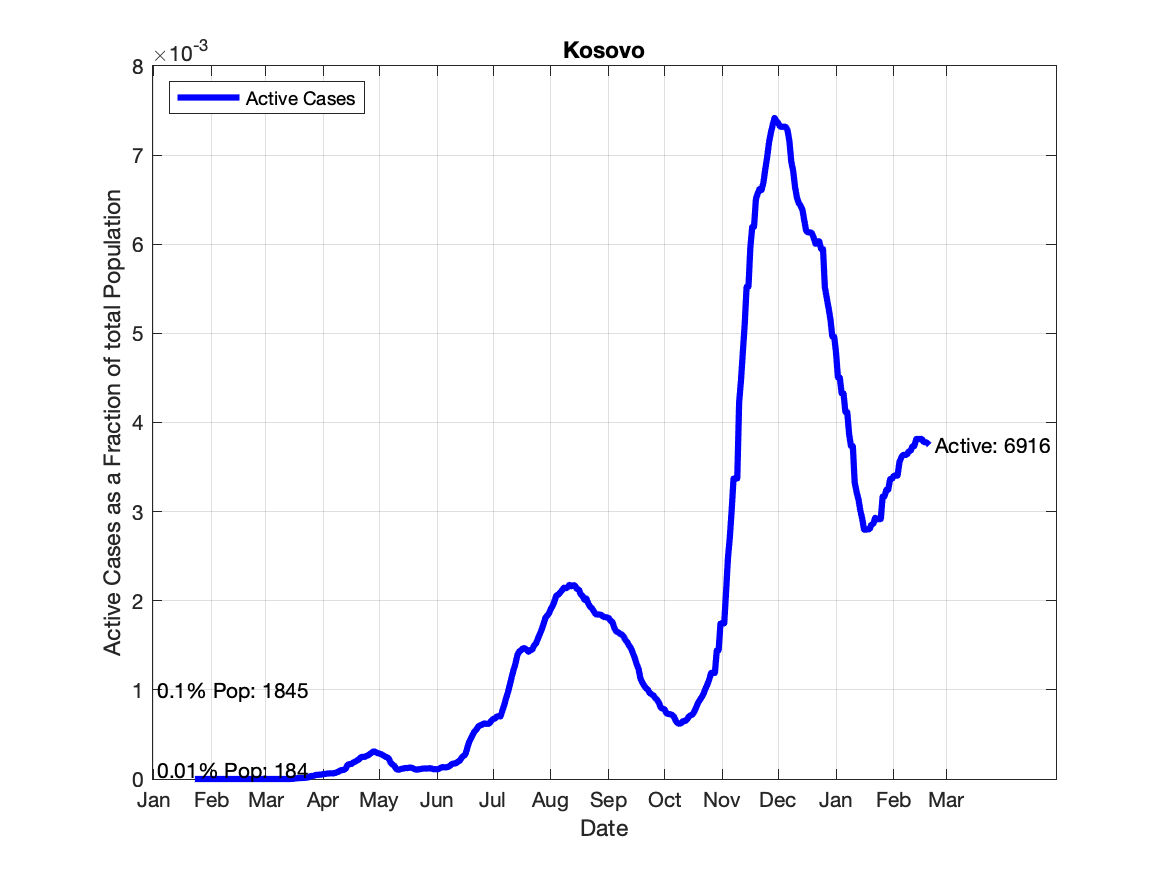 Kosovo
×10-3
Active Cases
8
7
6
5
4
3
2
1
0
Active Cases as a Fraction of total Population
Active: 6916
0.1% Pop: 1845
0.01% Pop: 184
Jan Feb Mar Apr May Jun Jul Aug Sep Oct Nov Dec Jan Feb Mar
Date